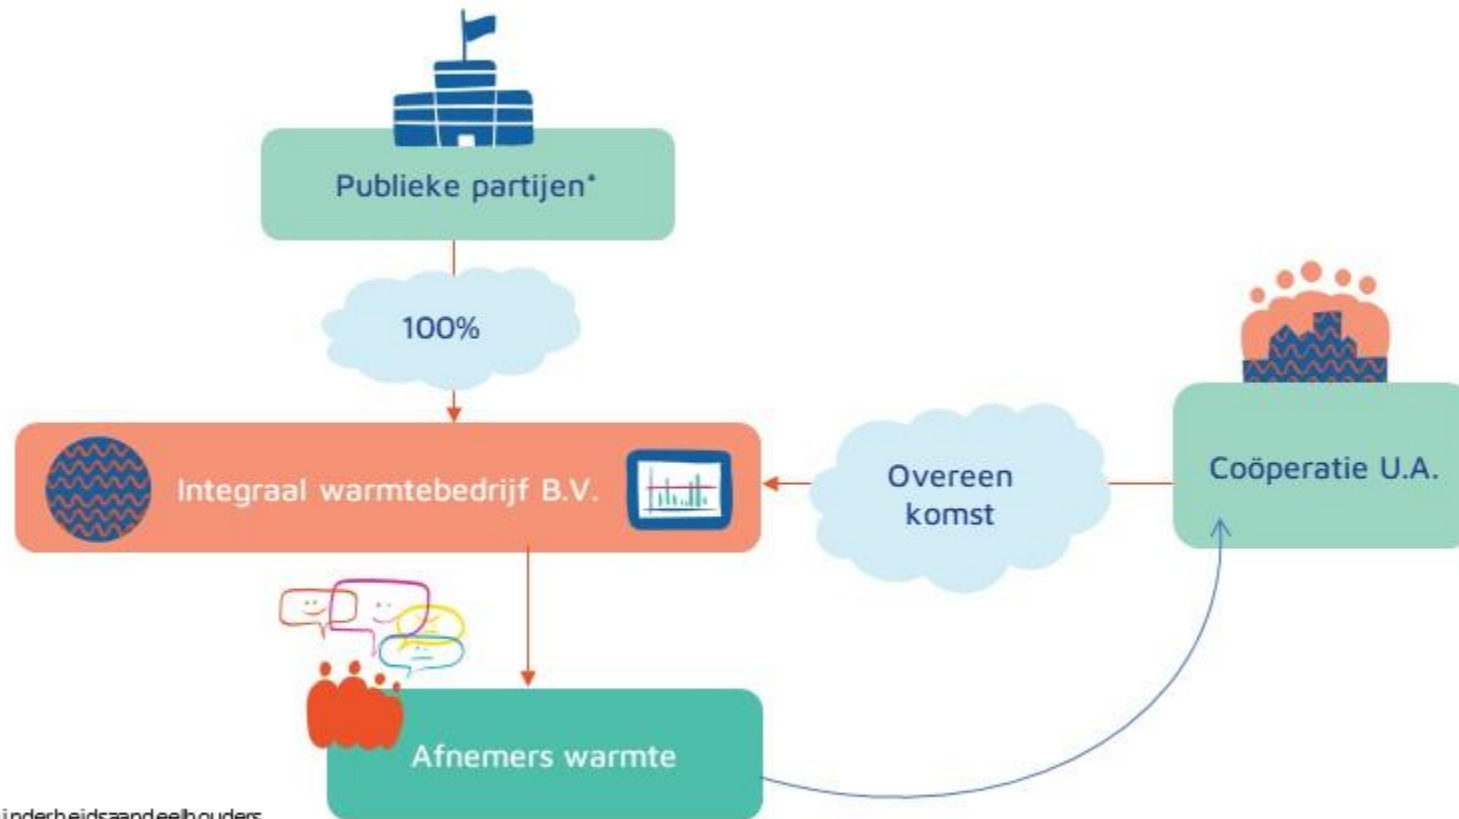 Publieke partijen*
100%
Integraal warmtebedrijf B.V.
Overeen
komst
Coöperatie U.A.
Afnemers warmte